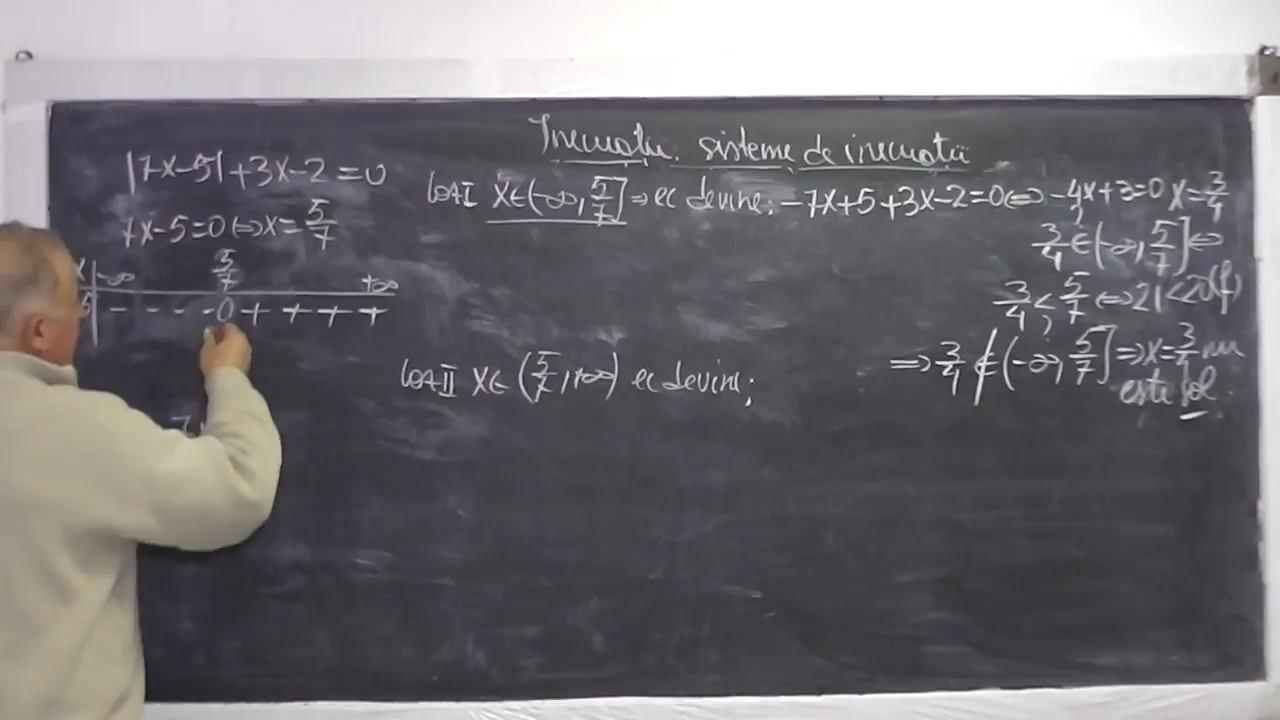 Inecuații. sisteme de inecuatii
|7x-5|+3x-2=0
7x-5=0⇔x=5/7
x -∞ 5/7 +∞
- - - - 0 + + + +
Caz I x∈(-∞,5/7] ⇒ ec devine: -7x+5+3x-2=0⇔ -4x+3=0 x=3/4
3/4 ∈ (-∞, 5/7] ⇔
3/4 < 5/7 ⇔ 21<20(f)
⇒ 3/4 ∉ (-∞, 5/7] ⇒ x=3/4 nu
este sol.
Caz II x∈ (5/7,+∞) ec devine: